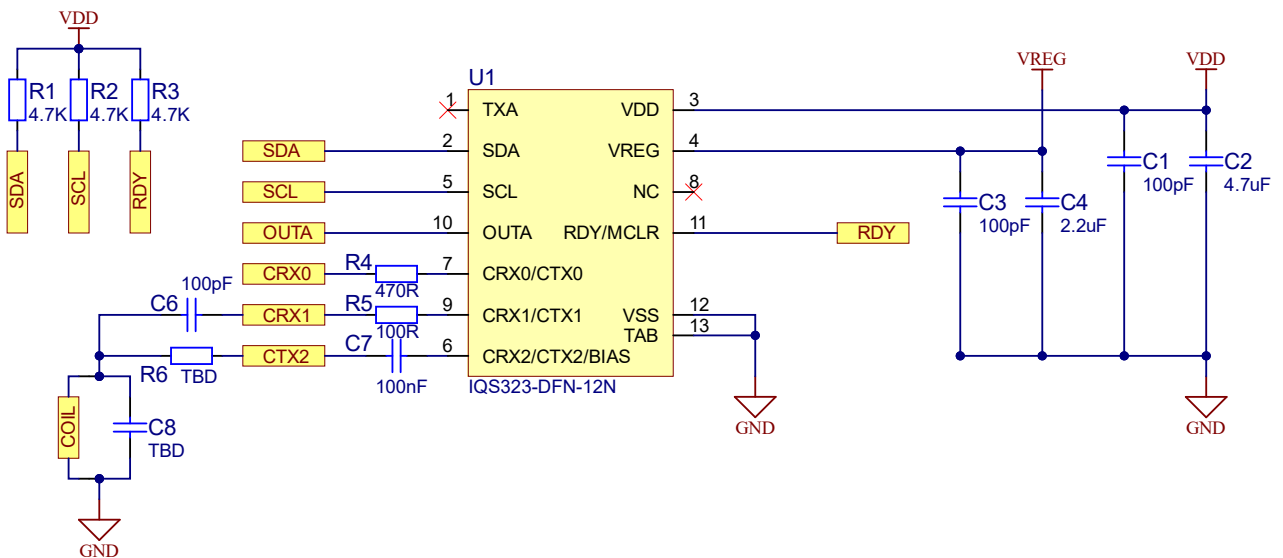 VDD
R1
4.7K
R2
4.7K
R3
4.7K
SDA
SCL
RDY
U1
1
TXA
VDD
3
SDA
2
SDA
VREG
4
SCL
5
SCL
NC
8
OUTA
10
OUTA
RDY/MCLR
11
RDY
CRX0
R4
470R
7
CRX0/CTX0
100pF
C6
CRX1
R5
100R
9
CRX1/CTX1
VSS
12
TAB
13
R6
TBD
CTX2
C7
100nF
6
CRX2/CTX2/BIAS
IQS323-DFN-12N
COIL
C8
TBD
GND
GND
VREG
VDD
C1
100pF
C2
4.7uF
C3
100pF
C4
2.2uF
GND